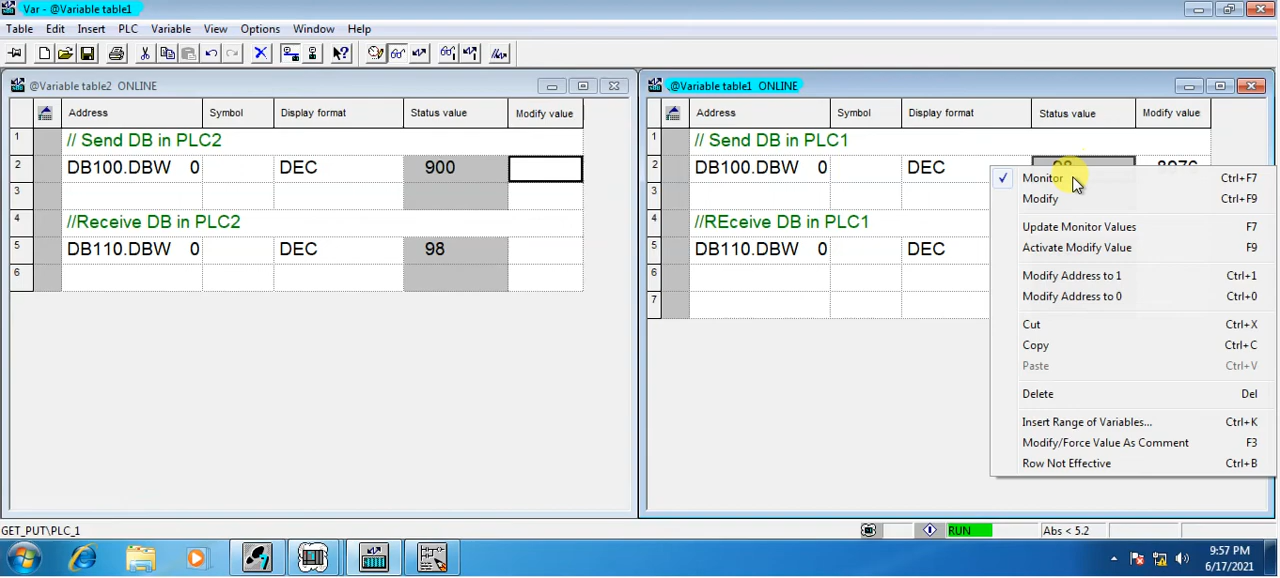 Var - @Variable table1
Table Edit Insert PLC Variable View Options Window Help
@Variable table2 ONLINE
Address Symbol Display format Status value Modify value
1 // Send DB in PLC2
2 DB100.DBW 0 DEC 900
3
4 //Receive DB in PLC2
5 DB110.DBW 0 DEC 98
6
@Variable table1 ONLINE
Address Symbol Display format Status value Modify value
1 // Send DB in PLC1
2 DB100.DBW 0 DEC 98
3
4 //REceive DB in PLC1
5 DB110.DBW 0 DEC
6
7
Monitor Ctrl+F7
Modify Ctrl+F9
Update Monitor Values F7
Activate Modify Value F9
Modify Address to 1 Ctrl+1
Modify Address to 0 Ctrl+0
Cut Ctrl+X
Copy Ctrl+C
Paste Ctrl+V
Delete Del
Insert Range of Variables... Ctrl+K
Modify/Force Value As Comment F3
Row Not Effective Ctrl+B
GET_PUT\PLC_1 RUN Abs < 5.2
9:57 PM
6/17/2021